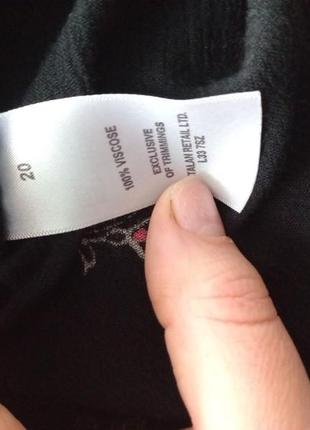 20
100% VISCOSE
EXCLUSIVE
OF TRIMMINGS
TALAN RETAIL LTD.
L33 7SZ